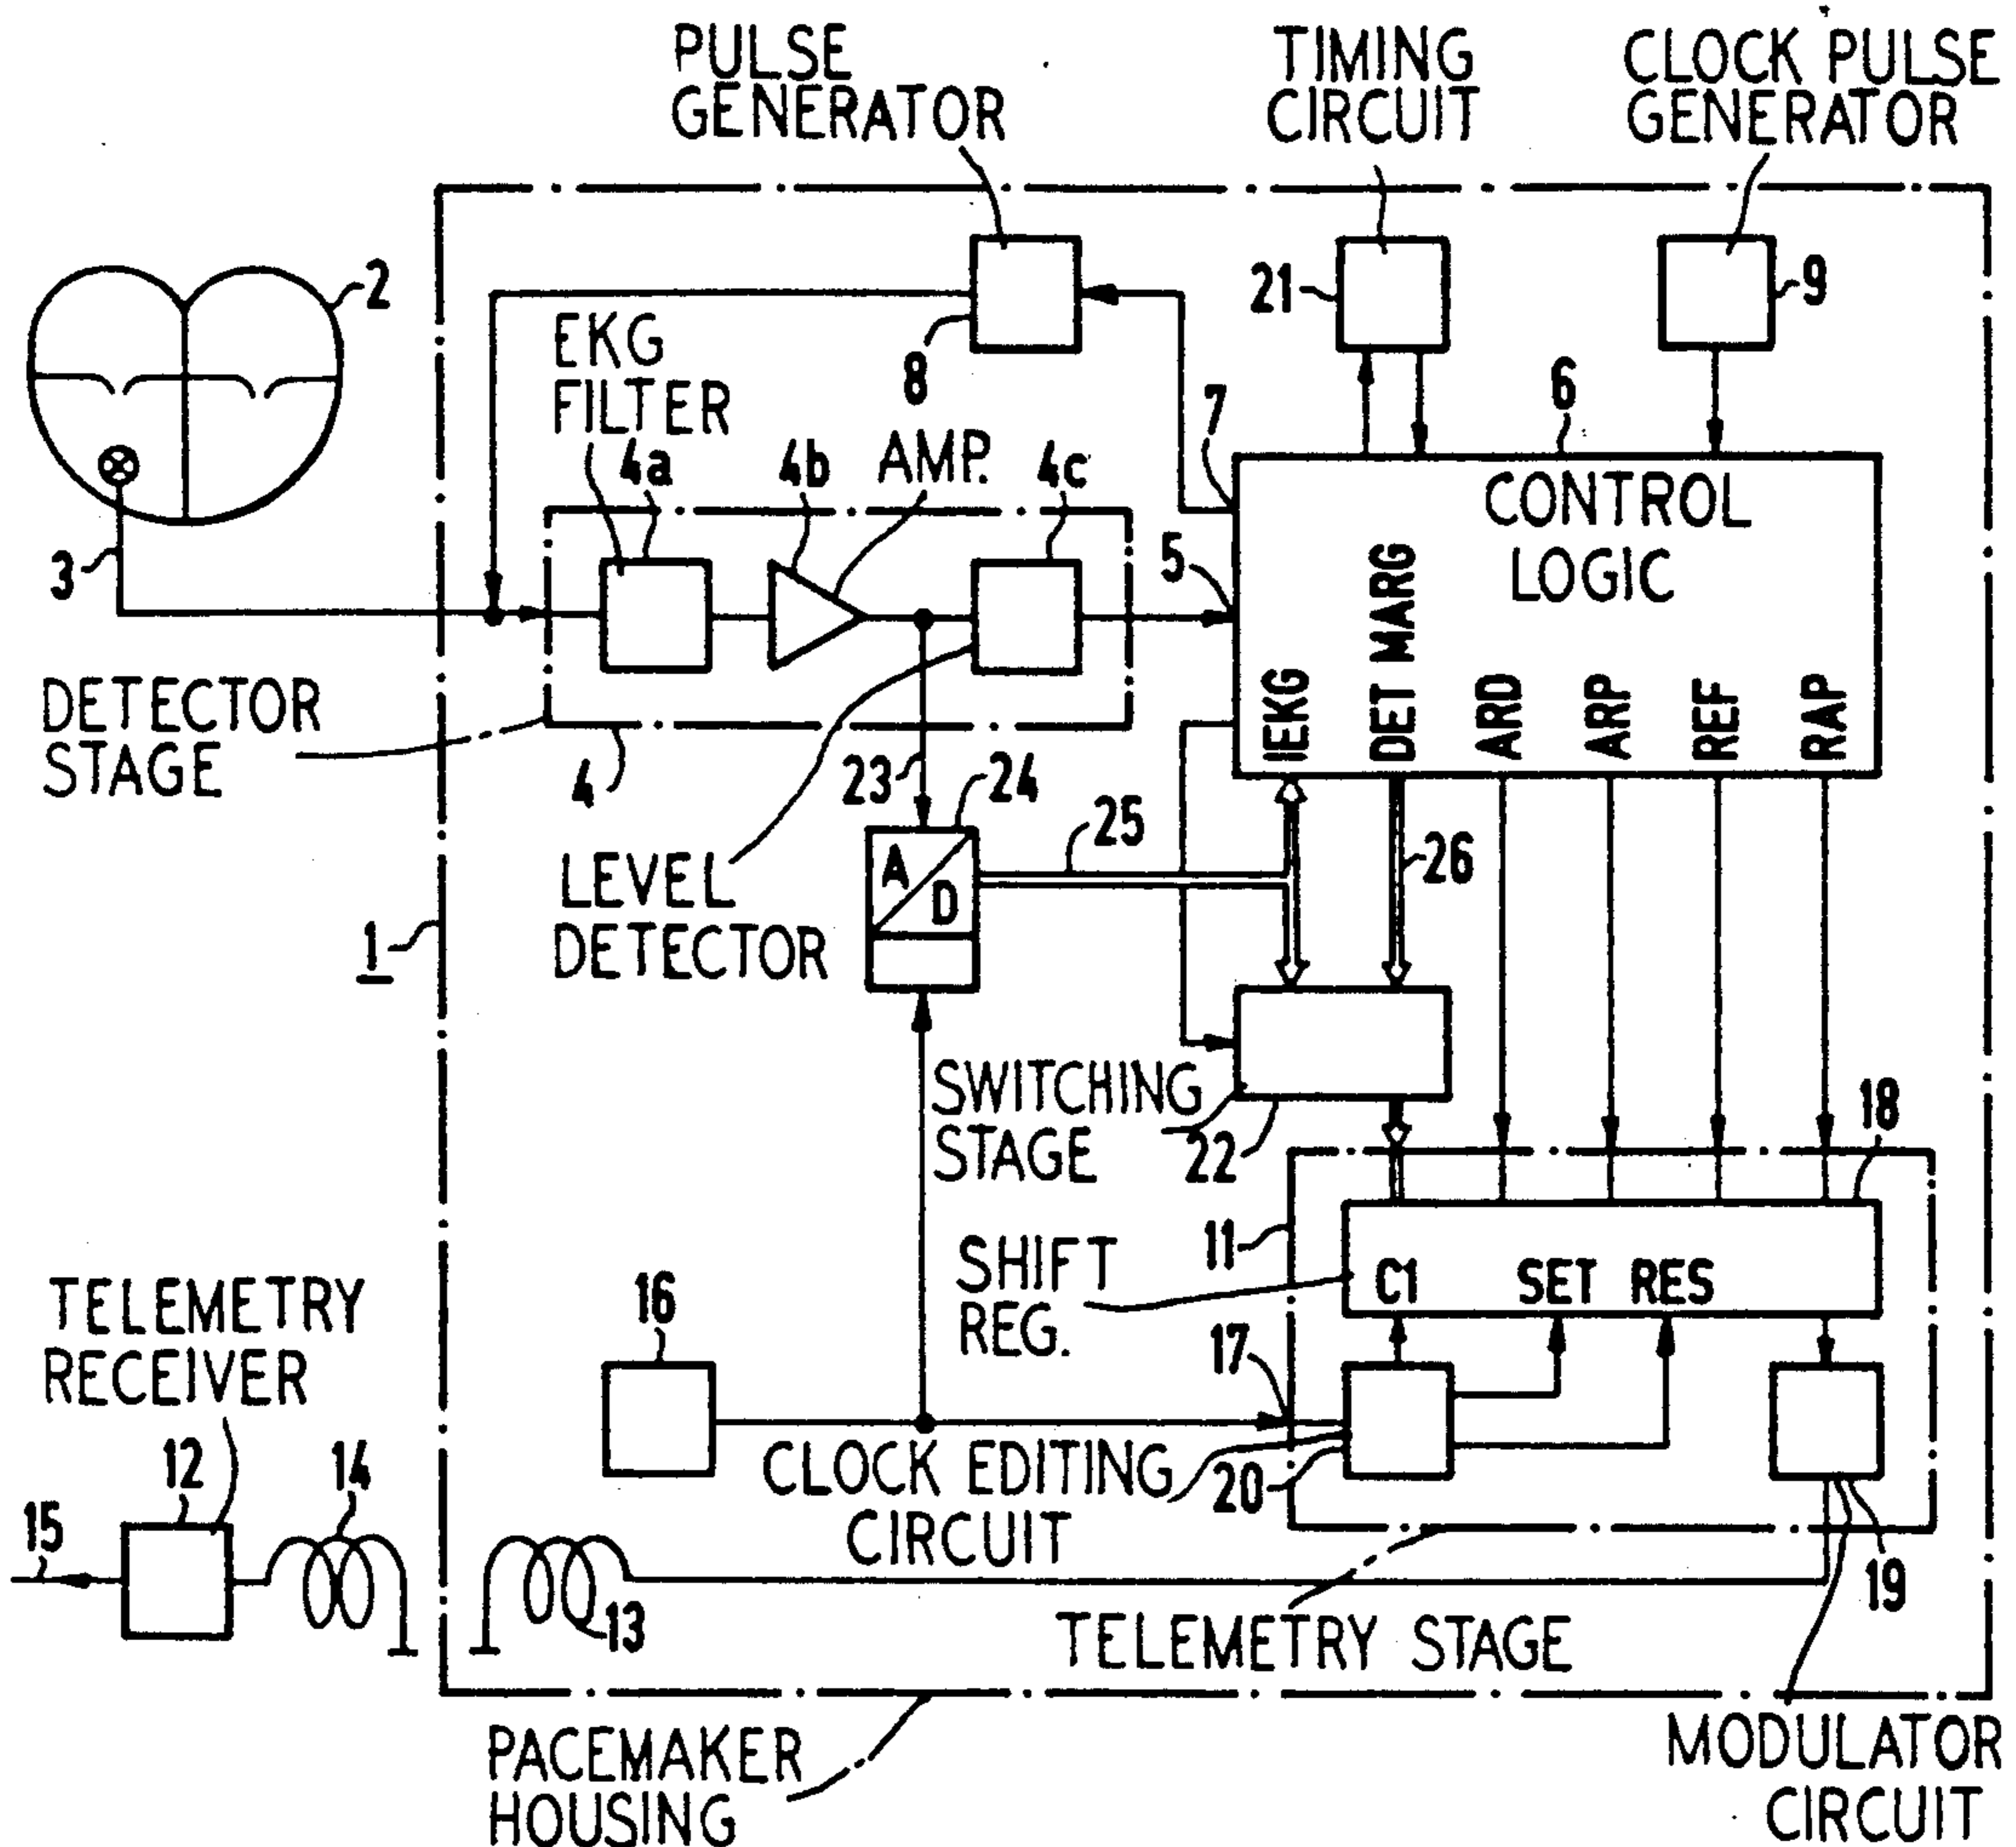 PULSE
GENERATOR
TIMING
CIRCUIT
CLOCK PULSE
GENERATOR
2
21
9
EKG
FILTER
8
7
6
4a
4b
AMP.
4c
CONTROL
LOGIC
3
5
IEKG
DET MARG
ARD
ARP
REF
RAP
DETECTOR
STAGE
4
23
24
25
26
LEVEL
DETECTOR
A
D
1
SWITCHING
STAGE
22
18
11
SHIFT
REG.
C1
SET
RES
TELEMETRY
RECEIVER
16
17
12
14
15
CLOCK EDITING
CIRCUIT
20
13
19
TELEMETRY STAGE
PACEMAKER
HOUSING
MODULATOR
CIRCUIT